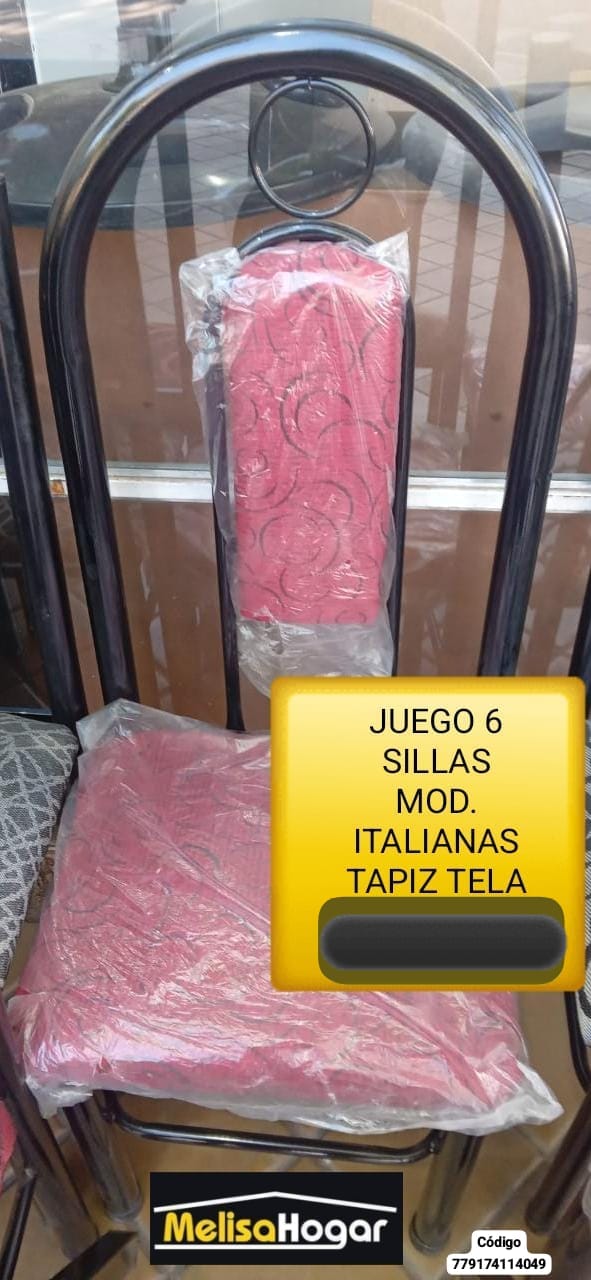 JUEGO 6
SILLAS
MOD.
ITALIANAS
TAPIZ TELA
MelisaHogar
Código
779174114049